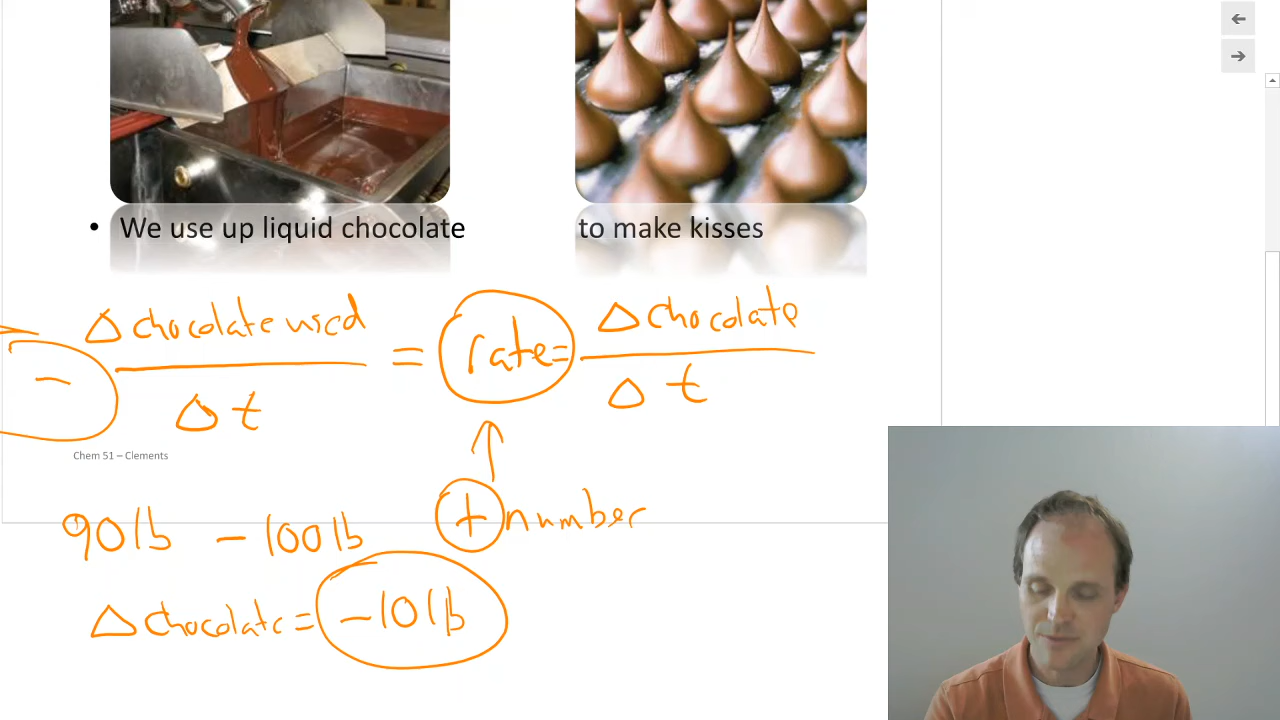 • We use up liquid chocolate to make kisses
Δ chocolate used = rate = Δ chocolate
− Δ t Δ t
Chem 51 – Clements
+ number
90 lb − 100 lb
Δ chocolate = −10 lb